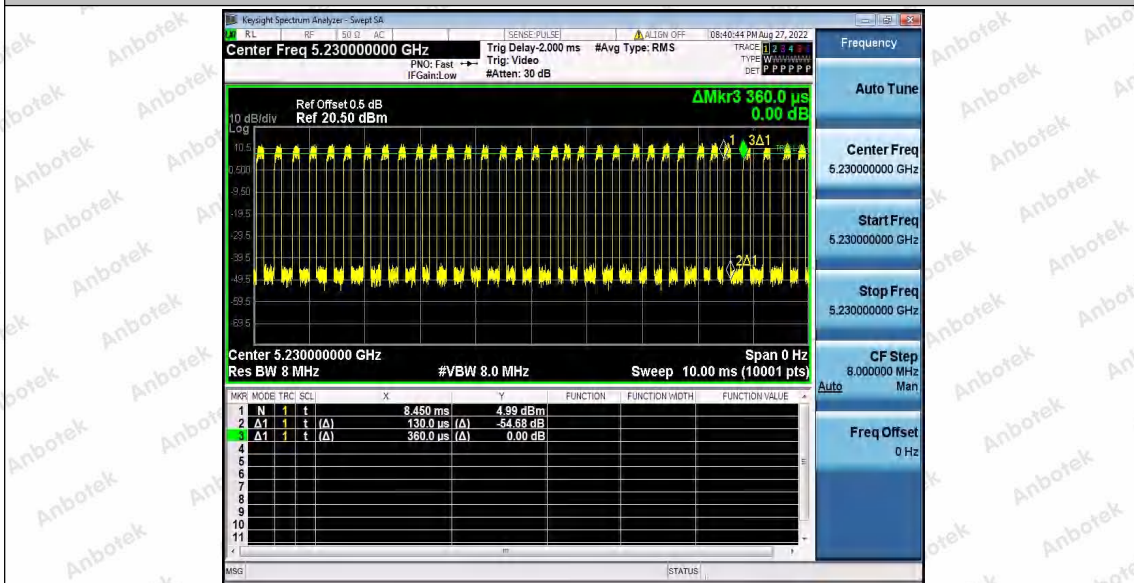 Keysight Spectrum Analyzer - Swept SA
RL RF 50 Ω AC SENSE:PULSE ALIGN OFF 08:40:44 PM Aug 27, 2022
Center Freq 5.230000000 GHz
PNO: Fast
IFGain:Low
Trig Delay-2.000 ms
Trig: Video
#Atten: 30 dB
#Avg Type: RMS
TRACE 1 2 3 4 5 6
TYPE WWWWWW
DET P P P P P P
ΔMkr3 360.0 µs
0.00 dB
Ref Offset 0.5 dB
10 dB/div Ref 20.50 dBm
Log
10.5
0.500
-9.50
-19.5
-29.5
-39.5
-49.5
-59.5
-69.5
1 3Δ1
2Δ1
Center 5.230000000 GHz Span 0 Hz
Res BW 8 MHz #VBW 8.0 MHz Sweep 10.00 ms (10001 pts)
MKR MODE TRC SCL X Y FUNCTION FUNCTION WIDTH FUNCTION VALUE
1 N 1 t 8.450 ms 4.99 dBm
2 Δ1 1 t (Δ) 130.0 µs (Δ) -54.68 dB
3 Δ1 1 t (Δ) 360.0 µs (Δ) 0.00 dB
4
5
6
7
8
9
10
11
MSG STATUS
Frequency
Auto Tune
Center Freq
5.230000000 GHz
Start Freq
5.230000000 GHz
Stop Freq
5.230000000 GHz
CF Step
8.000000 MHz
Auto Man
Freq Offset
0 Hz
Anbotek